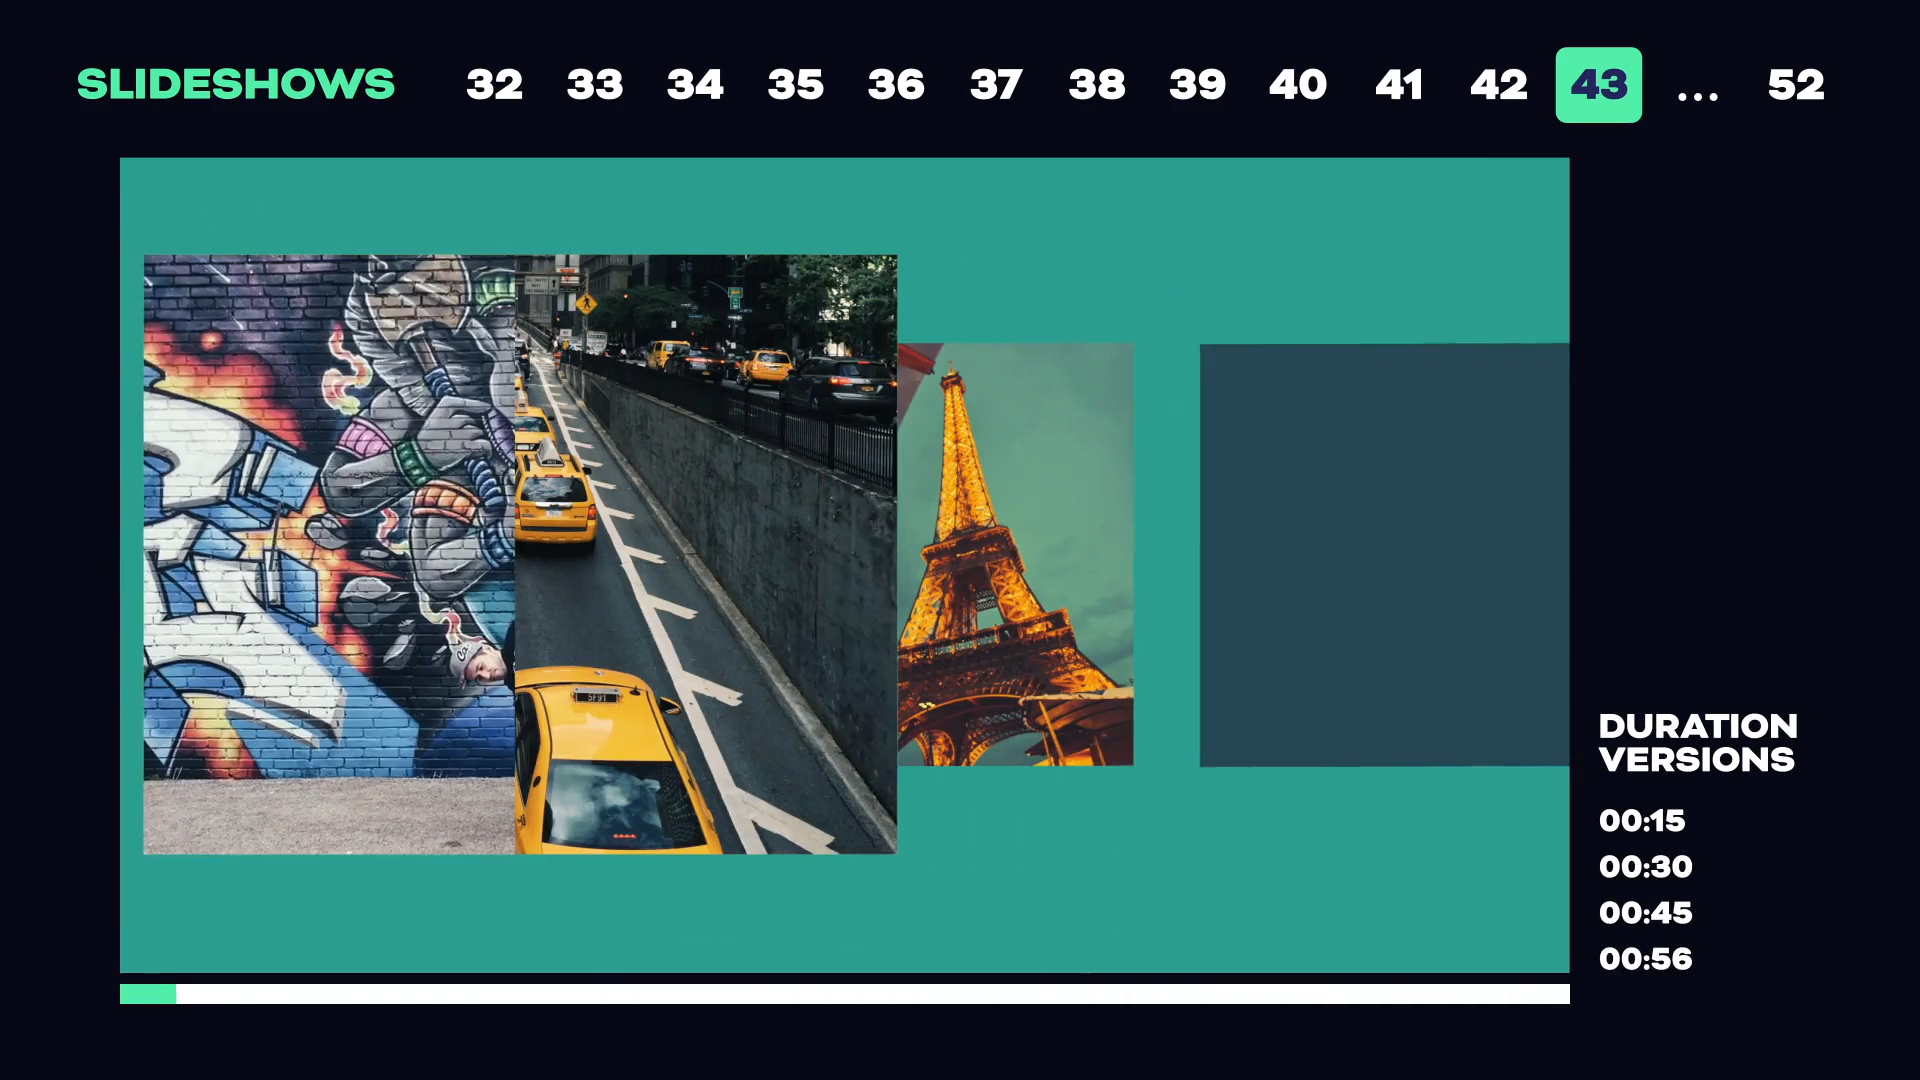 SLIDESHOWS 32 33 34 35 36 37 38 39 40 41 42 43 ... 52
5F91
DURATION
VERSIONS
00:15
00:30
00:45
00:56